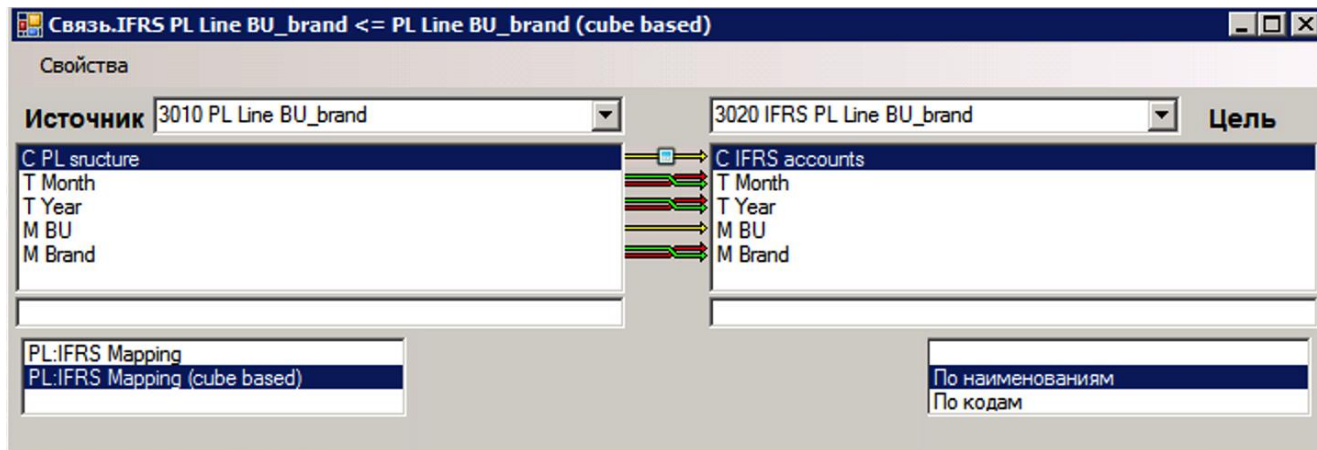 Связь.IFRS PL Line BU_brand <= PL Line BU_brand (cube based)
Свойства
Источник 3010 PL Line BU_brand 3020 IFRS PL Line BU_brand Цель
C PL sructure C IFRS accounts
T Month T Month
T Year T Year
M BU M BU
M Brand M Brand
PL:IFRS Mapping
PL:IFRS Mapping (cube based) По наименованиям
По кодам